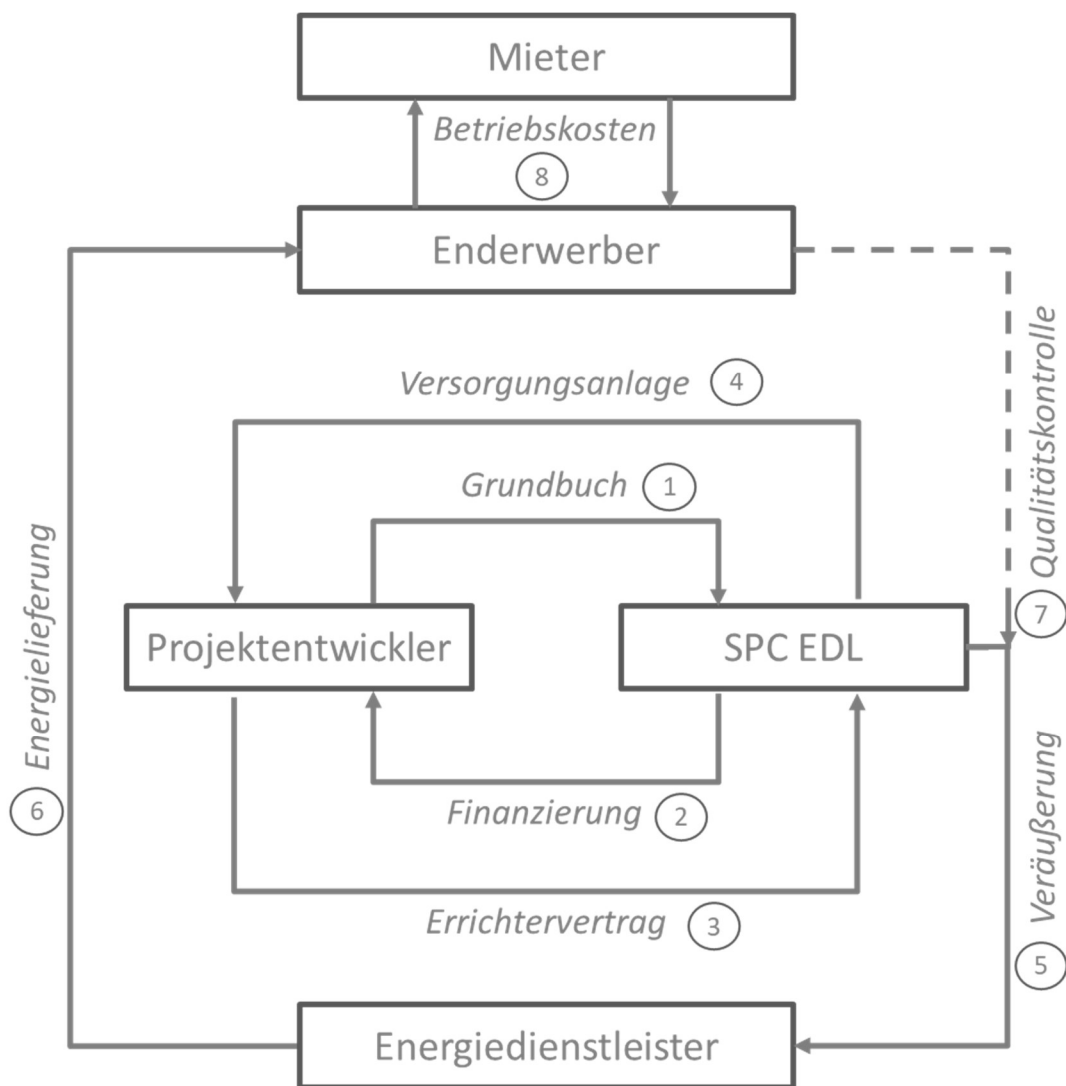 Mieter
Betriebskosten
8
Enderwerber
Versorgungsanlage 4
Grundbuch 1
Qualitätskontrolle
7
Energielieferung
6
Projektentwickler
SPC EDL
Finanzierung 2
Errichtervertrag 3
Veräußerung
5
Energiedienstleister